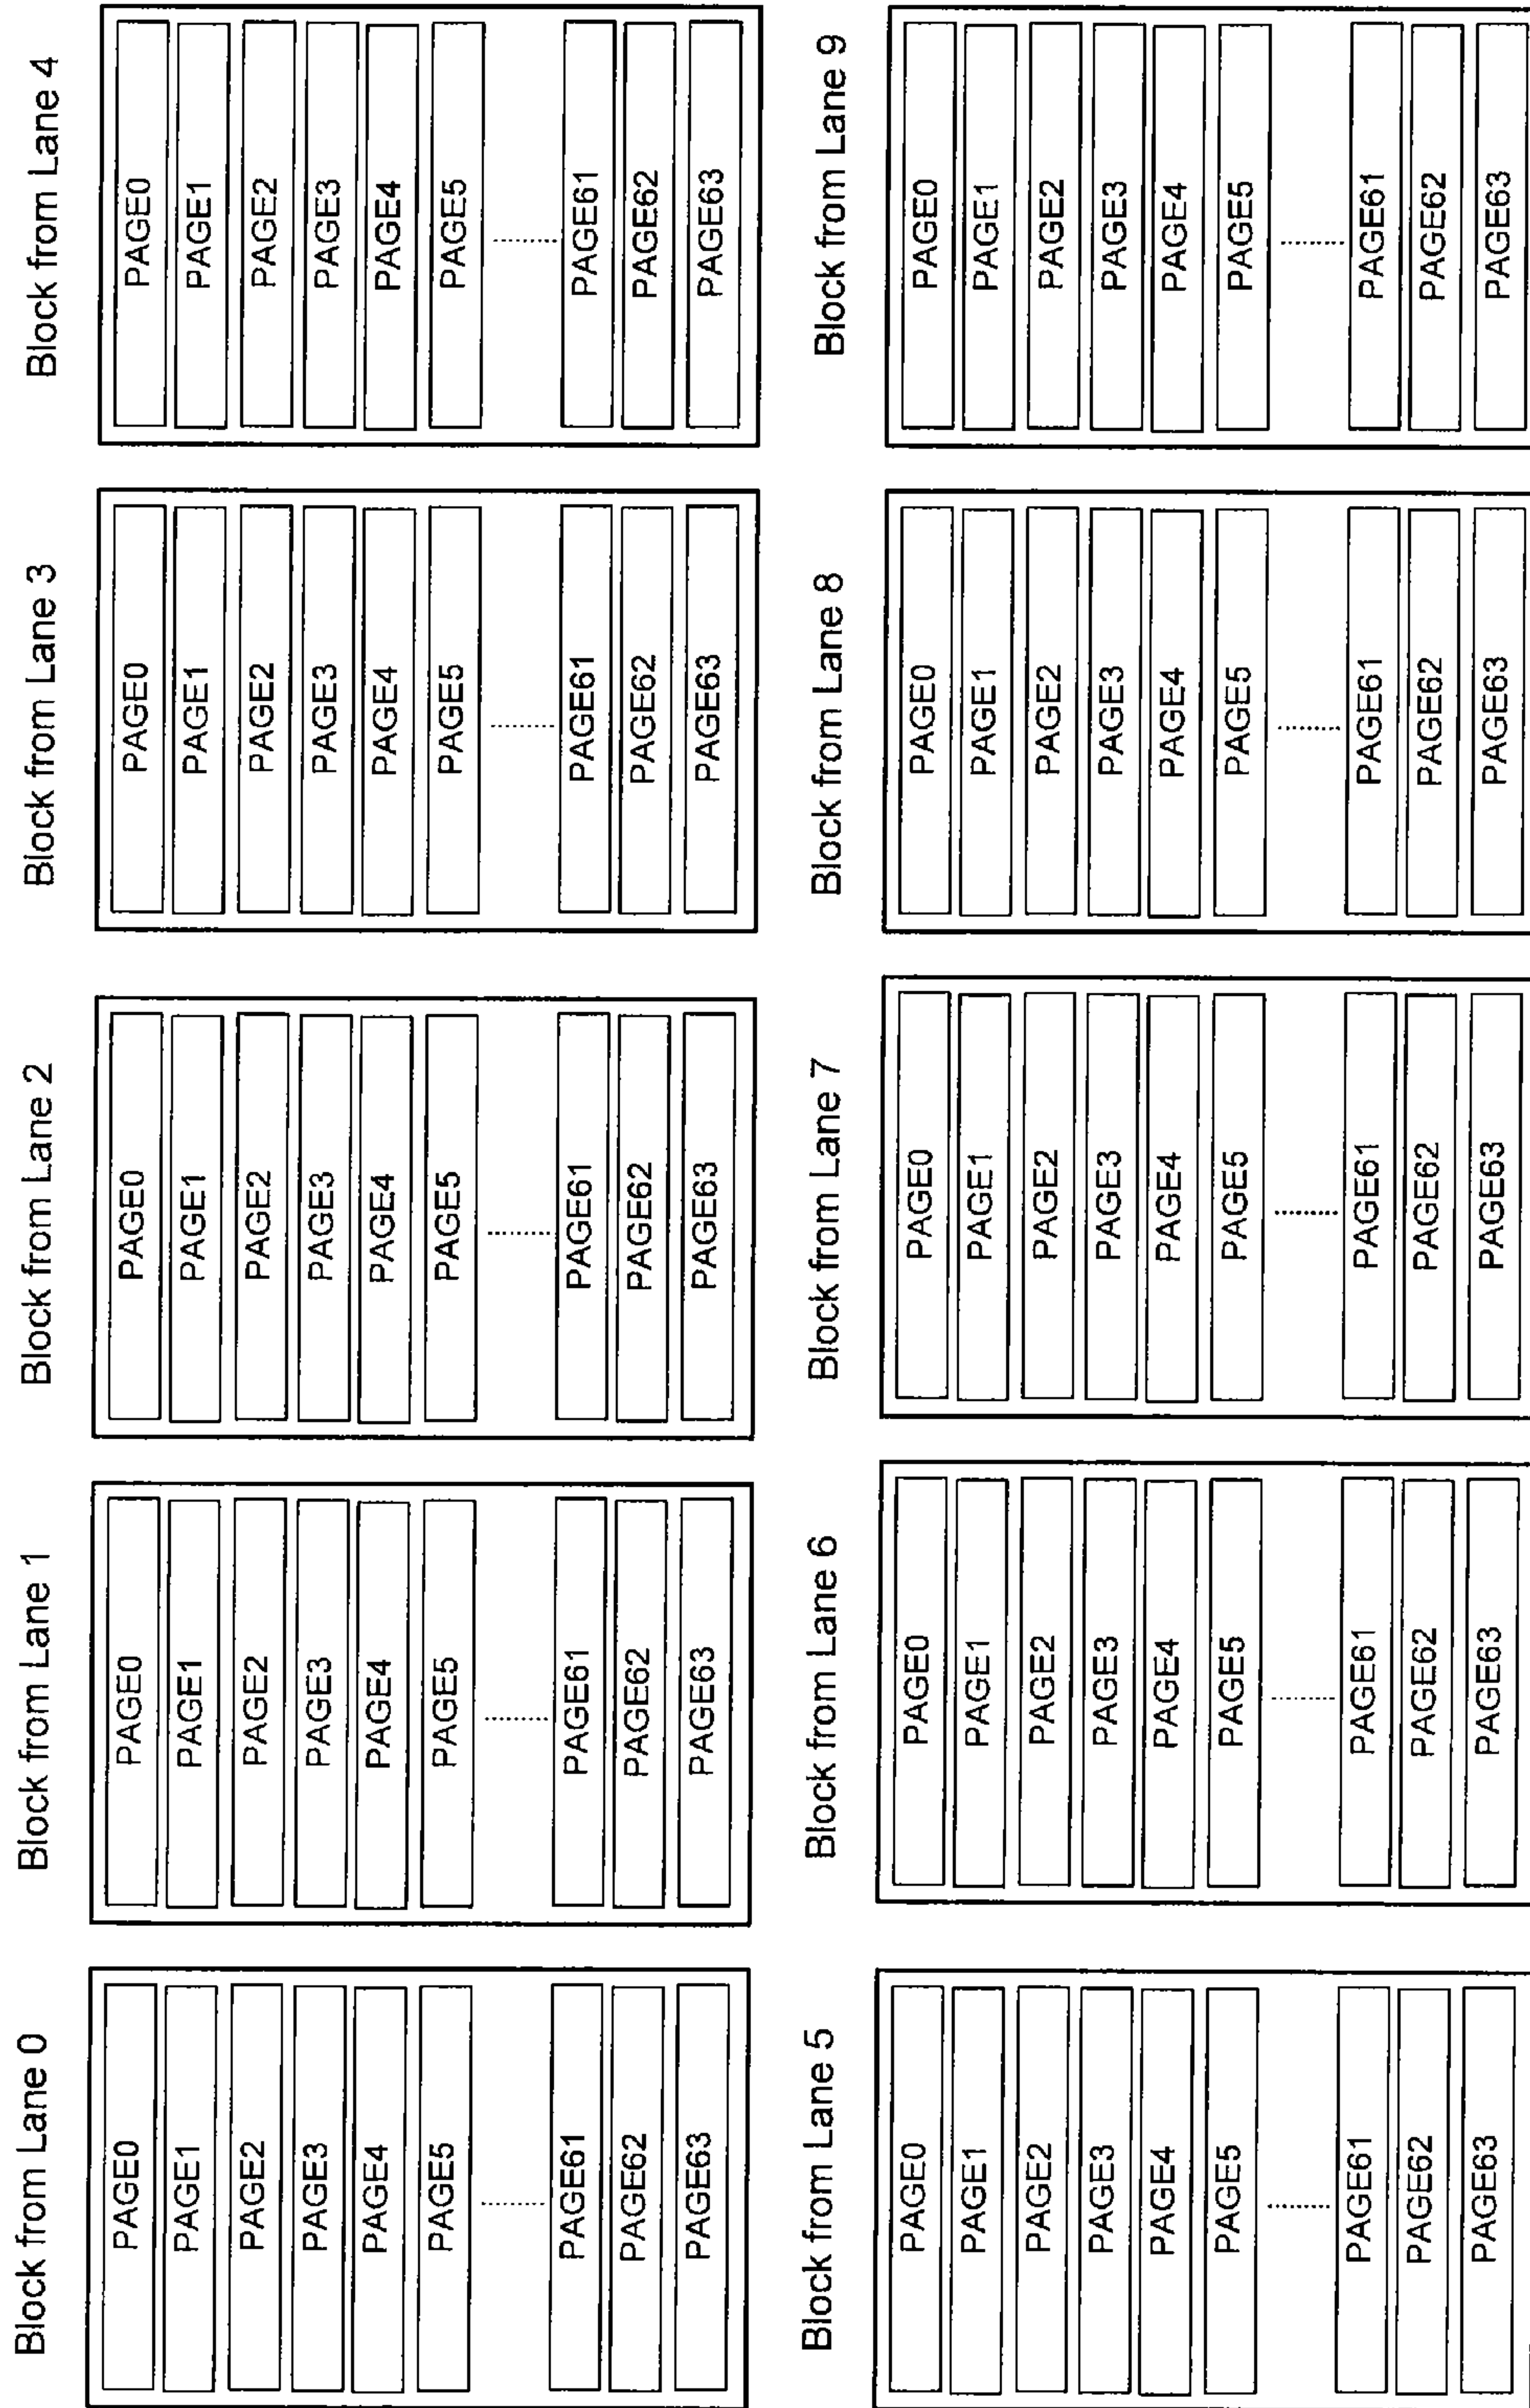 Block from Lane 0
PAGE0
PAGE1
PAGE2
PAGE3
PAGE4
PAGE5
PAGE61
PAGE62
PAGE63
Block from Lane 1
PAGE0
PAGE1
PAGE2
PAGE3
PAGE4
PAGE5
PAGE61
PAGE62
PAGE63
Block from Lane 2
PAGE0
PAGE1
PAGE2
PAGE3
PAGE4
PAGE5
PAGE61
PAGE62
PAGE63
Block from Lane 3
PAGE0
PAGE1
PAGE2
PAGE3
PAGE4
PAGE5
PAGE61
PAGE62
PAGE63
Block from Lane 4
PAGE0
PAGE1
PAGE2
PAGE3
PAGE4
PAGE5
PAGE61
PAGE62
PAGE63
Block from Lane 5
PAGE0
PAGE1
PAGE2
PAGE3
PAGE4
PAGE5
PAGE61
PAGE62
PAGE63
Block from Lane 6
PAGE0
PAGE1
PAGE2
PAGE3
PAGE4
PAGE5
PAGE61
PAGE62
PAGE63
Block from Lane 7
PAGE0
PAGE1
PAGE2
PAGE3
PAGE4
PAGE5
PAGE61
PAGE62
PAGE63
Block from Lane 8
PAGE0
PAGE1
PAGE2
PAGE3
PAGE4
PAGE5
PAGE61
PAGE62
PAGE63
Block from Lane 9
PAGE0
PAGE1
PAGE2
PAGE3
PAGE4
PAGE5
PAGE61
PAGE62
PAGE63